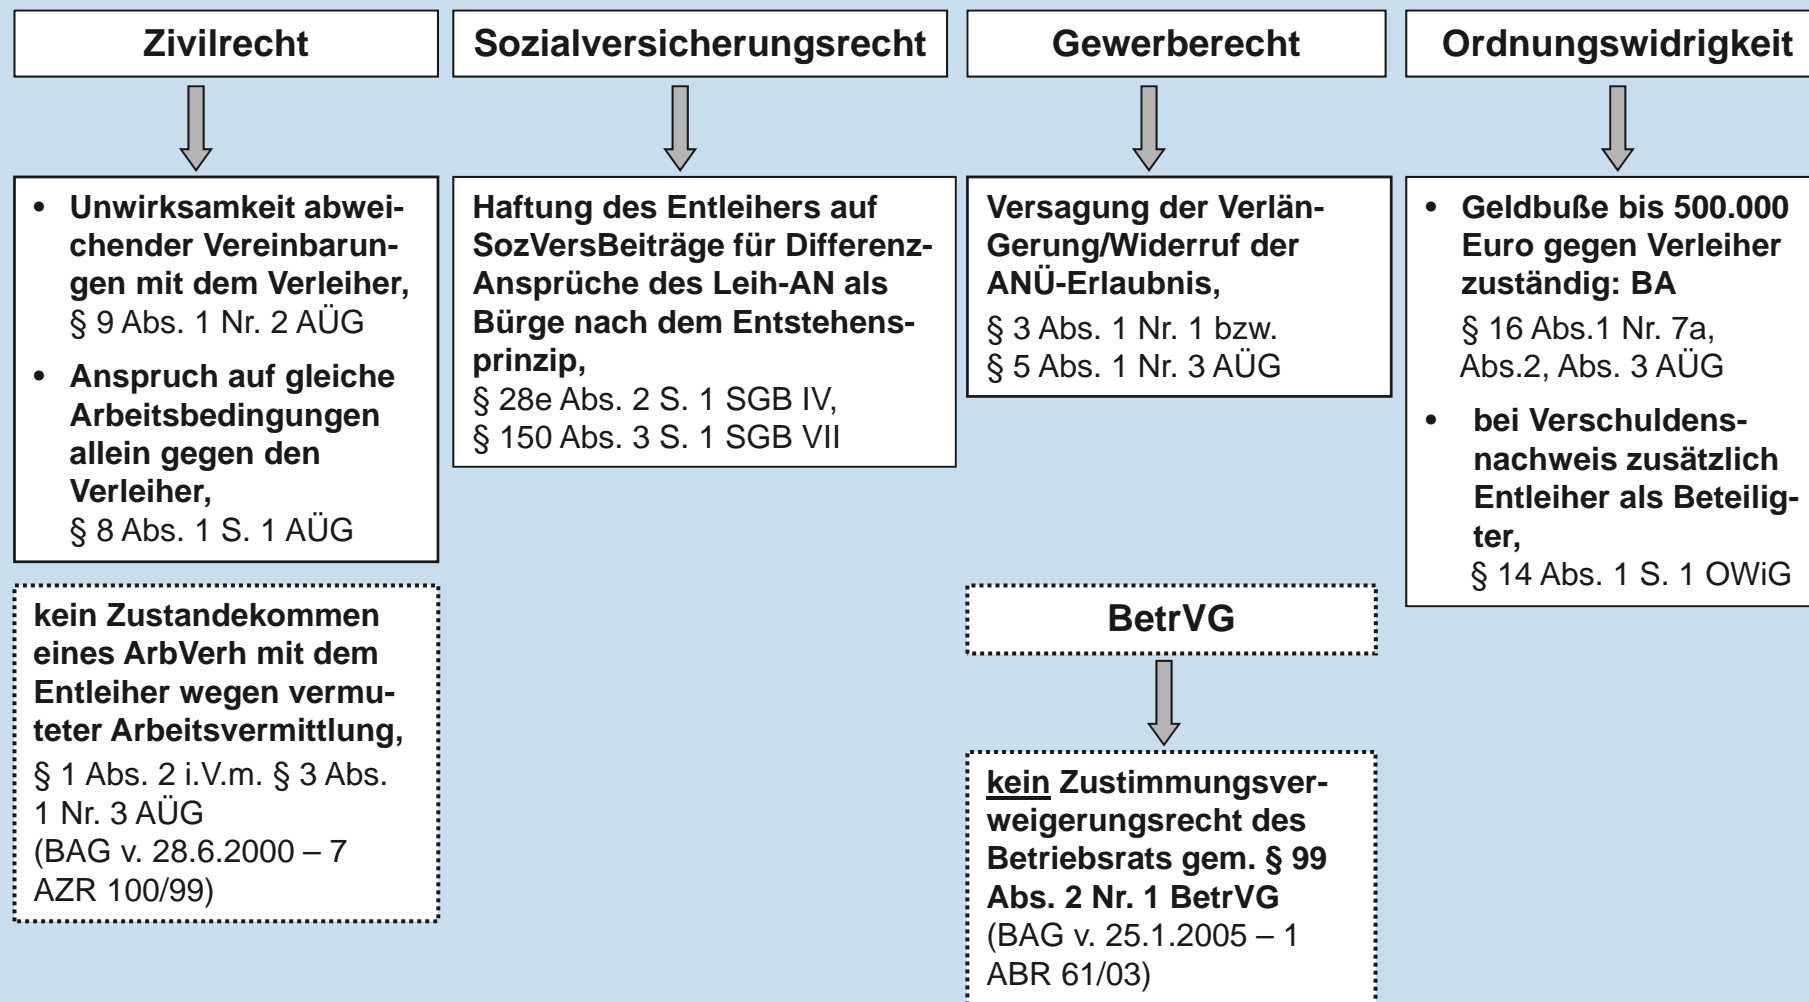 Zivilrecht
• Unwirksamkeit abwei-
chender Vereinbarun-
gen mit dem Verleiher,
§ 9 Abs. 1 Nr. 2 AÜG
• Anspruch auf gleiche
Arbeitsbedingungen
allein gegen den
Verleiher,
§ 8 Abs. 1 S. 1 AÜG
kein Zustandekommen
eines ArbVerh mit dem
Entleiher wegen vermu-
teter Arbeitsvermittlung,
§ 1 Abs. 2 i.V.m. § 3 Abs.
1 Nr. 3 AÜG
(BAG v. 28.6.2000 – 7
AZR 100/99)
Sozialversicherungsrecht
Haftung des Entleihers auf
SozVersBeiträge für Differenz-
Ansprüche des Leih-AN als
Bürge nach dem Entstehens-
prinzip,
§ 28e Abs. 2 S. 1 SGB IV,
§ 150 Abs. 3 S. 1 SGB VII
Gewerberecht
Versagung der Verlän-
Gerung/Widerruf der
ANÜ-Erlaubnis,
§ 3 Abs. 1 Nr. 1 bzw.
§ 5 Abs. 1 Nr. 3 AÜG
BetrVG
kein Zustimmungsver-
weigerungsrecht des
Betriebsrats gem. § 99
Abs. 2 Nr. 1 BetrVG
(BAG v. 25.1.2005 – 1
ABR 61/03)
Ordnungswidrigkeit
• Geldbuße bis 500.000
Euro gegen Verleiher
zuständig: BA
§ 16 Abs.1 Nr. 7a,
Abs.2, Abs. 3 AÜG
• bei Verschuldens-
nachweis zusätzlich
Entleiher als Beteilig-
ter,
§ 14 Abs. 1 S. 1 OWiG